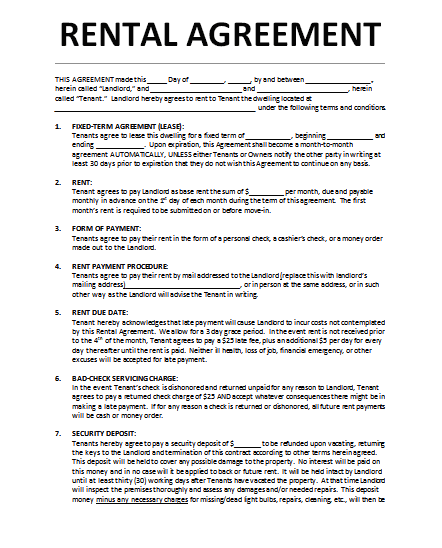 RENTAL AGREEMENT
THIS AGREEMENT made this_____ Day of _________, _____, by and between _________________,
herein called "Landlord," and _______________________ and _______________________, herein
called "Tenant." Landlord hereby agrees to rent to Tenant the dwelling located at
__________________________________________________ under the following terms and conditions.
1. FIXED-TERM AGREEMENT (LEASE):
Tenants agree to lease this dwelling for a fixed term of ____________, beginning ____________ and
ending ____________. Upon expiration, this Agreement shall become a month-to-month
agreement AUTOMATICALLY, UNLESS either Tenants or Owners notify the other party in writing at
least 30 days prior to expiration that they do not wish this Agreement to continue on any basis.
2. RENT:
Tenant agrees to pay Landlord as base rent the sum of $_________ per month, due and payable
monthly in advance on the 1st day of each month during the term of this agreement. The first
month's rent is required to be submitted on or before move-in.
3. FORM OF PAYMENT:
Tenants agree to pay their rent in the form of a personal check, a cashier's check, or a money order
made out to the Landlord.
4. RENT PAYMENT PROCEDURE:
Tenants agree to pay their rent by mail addressed to the Landlord[replace this with landlord's
mailing address]_____________________________, or in person at the same address, or in such
other way as the Landlord will advise the Tenant in writing.
5. RENT DUE DATE:
Tenant hereby acknowledges that late payment will cause Landlord to incur costs not contemplated
by this Rental Agreement. We allow for a 3 day grace period. In the event rent is not received prior
to the 4th of the month, Tenant agrees to pay a $25 late fee, plus an additional $5 per day for every
day thereafter until the rent is paid. Neither ill health, loss of job, financial emergency, or other
excuses will be accepted for late payment.
6. BAD-CHECK SERVICING CHARGE:
In the event Tenant's check is dishonored and returned unpaid for any reason to Landlord, Tenant
agrees to pay a returned check charge of $25 AND accept whatever consequences there might be in
making a late payment. If for any reason a check is returned or dishonored, all future rent payments
will be cash or money order.
7. SECURITY DEPOSIT:
Tenants hereby agree to pay a security deposit of $_______ to be refunded upon vacating, returning
the keys to the Landlord and termination of this contract according to other terms herein agreed.
This deposit will be held to cover any possible damage to the property. No interest will be paid on
this money and in no case will it be applied to back or future rent. It will be held intact by Landlord
until at least thirty (30) working days after Tenants have vacated the property. At that time Landlord
will inspect the premises thoroughly and assess any damages and/or needed repairs. This deposit
money minus any necessary charges for missing/dead light bulbs, repairs, cleaning, etc., will then be